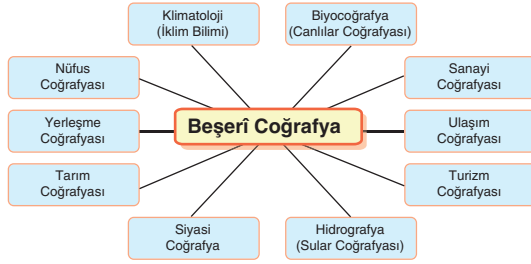 Klimatoloji
(İklim Bilimi)
Biyocoğrafya
(Canlılar Coğrafyası)
Nüfus
Coğrafyası
Sanayi
Coğrafyası
Yerleşme
Coğrafyası
Beşerî Coğrafya
Ulaşım
Coğrafyası
Tarım
Coğrafyası
Turizm
Coğrafyası
Siyasi
Coğrafya
Hidrografya
(Sular Coğrafyası)